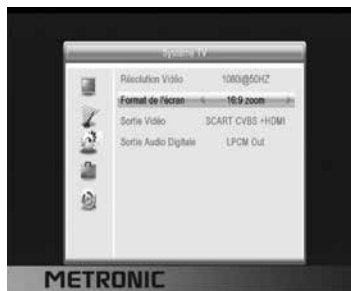 Système TV
Résolution Vidéo 1080i@50HZ
Format de l'écran 16:9 zoom
Sortie Vidéo SCART CVBS +HDMI
Sortie Audio Digitale LPCM Out
METRONIC